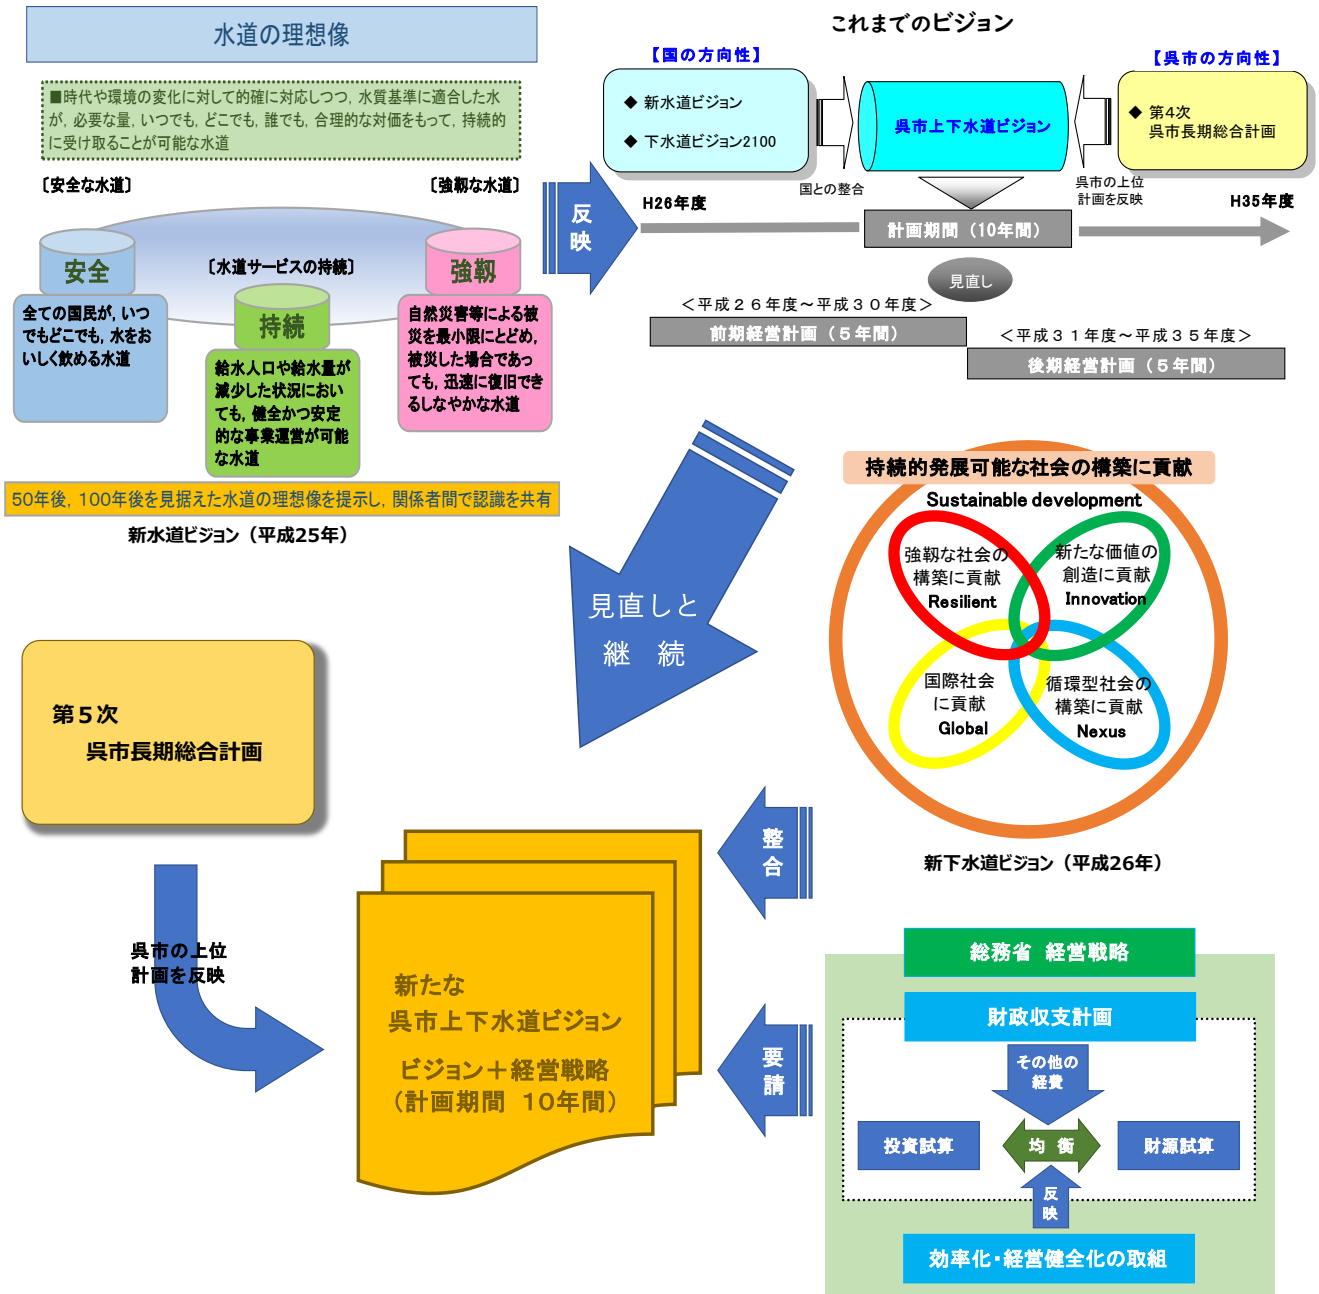 水道の理想像
■時代や環境の変化に対して的確に対応しつつ，水質基準に適合した水
が，必要な量，いつでも，どこでも，誰でも，合理的な対価をもって，持続的
に受け取ることが可能な水道
〔安全な水道〕
〔強靱な水道〕
安全
〔水道サービスの持続〕
強靱
持続
全ての国民が，いつ
でもどこでも，水をお
いしく飲める水道
給水人口や給水量が
減少した状況におい
ても，健全かつ安定
的な事業運営が可能
な水道
自然災害等による被
災を最小限にとどめ，
被災した場合であっ
ても，迅速に復旧でき
るしなやかな水道
50年後，100年後を見据えた水道の理想像を提示し，関係者間で認識を共有
新水道ビジョン（平成25年）
反
映
これまでのビジョン
【国の方向性】
◆ 新水道ビジョン
◆ 下水道ビジョン2100
呉市上下水道ビジョン
【呉市の方向性】
◆ 第4次
呉市長期総合計画
国との整合
呉市の上位
計画を反映
H26年度
H35年度
計画期間（10年間）
見直し
＜平成２６年度～平成３０年度＞
前期経営計画（５年間）
＜平成３１年度～平成３５年度＞
後期経営計画（５年間）
見直しと
継　続
持続的発展可能な社会の構築に貢献
Sustainable development
強靱な社会の
構築に貢献
Resilient
新たな価値の
創造に貢献
Innovation
国際社会
に貢献
Global
循環型社会の
構築に貢献
Nexus
新下水道ビジョン（平成26年）
第５次
呉市長期総合計画
呉市の上位
計画を反映
整
合
要
請
新たな
呉市上下水道ビジョン
ビジョン＋経営戦略
（計画期間　１０年間）
総務省　経営戦略
財政収支計画
その他の
経費
投資試算
均　衡
財源試算
反
映
効率化・経営健全化の取組